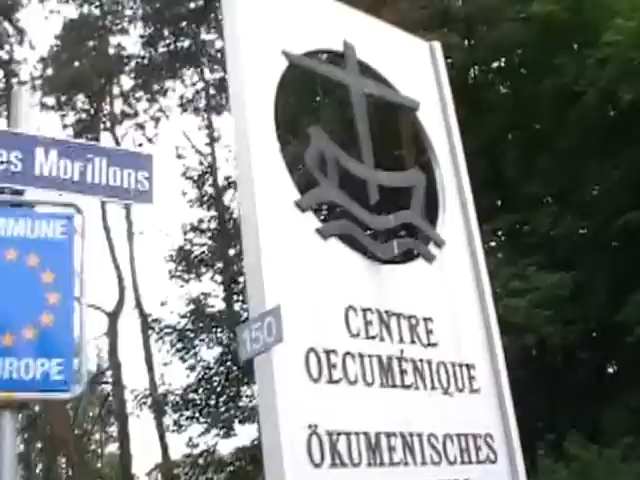 es Morillons
MMUNE
UROPE
150
CENTRE
OECUMÉNIQUE
ÖKUMENISCHES